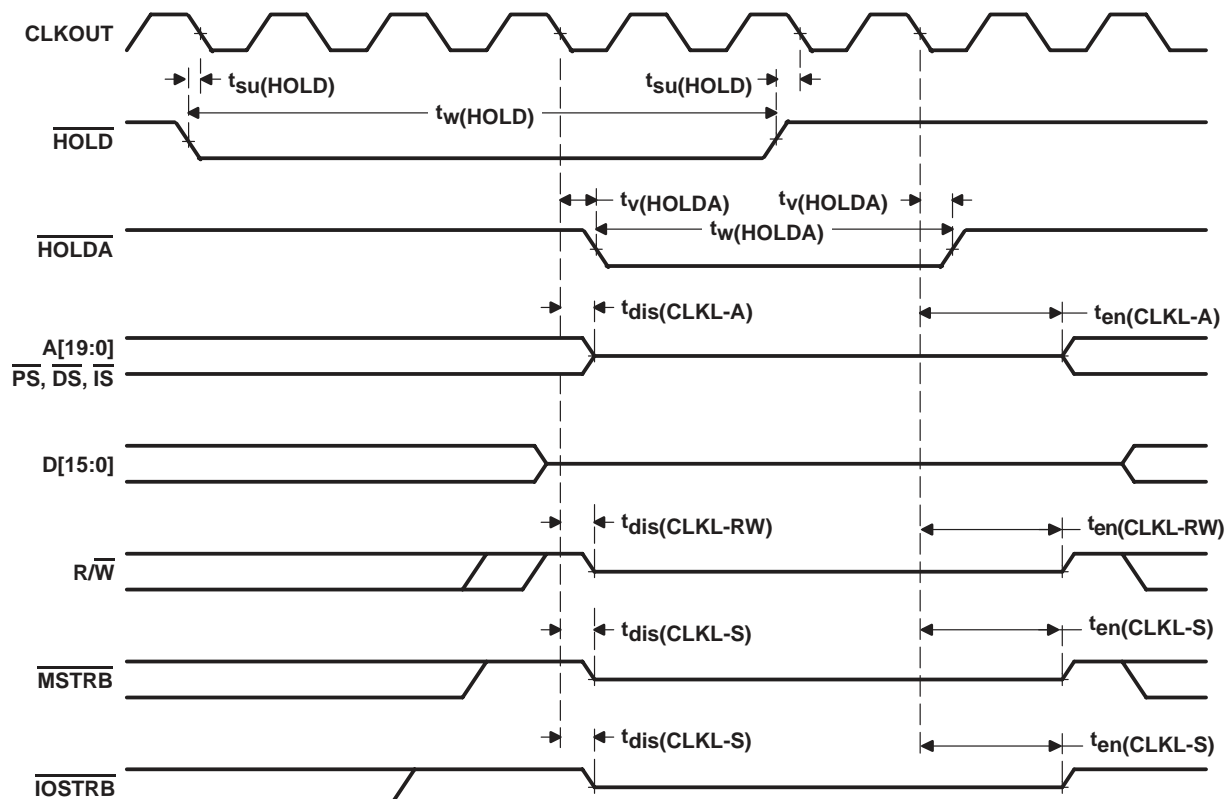 CLKOUT
tsu(HOLD) tsu(HOLD)
tw(HOLD)
HOLD
tv(HOLDA) tv(HOLDA)
tw(HOLDA)
HOLDA
tdis(CLKL-A) ten(CLKL-A)
A[19:0]
PS, DS, IS
D[15:0]
tdis(CLKL-RW) ten(CLKL-RW)
R/W
tdis(CLKL-S) ten(CLKL-S)
MSTRB
tdis(CLKL-S) ten(CLKL-S)
IOSTRB